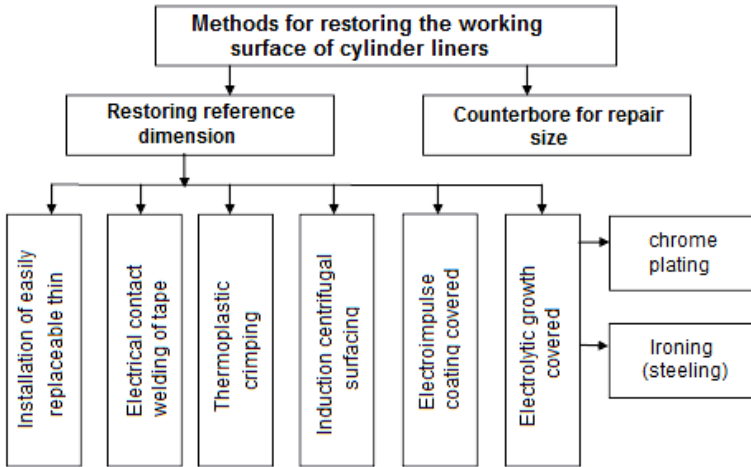 Methods for restoring the working
surface of cylinder liners
Restoring reference
dimension
Counterbore for repair
size
Installation of easily
replaceable thin
Electrical contact
welding of tape
Thermoplastic
crimping
Induction centrifugal
surfacing
Electroimpulse
coating covered
Electrolytic growth
covered
chrome
plating
Ironing
(steeling)